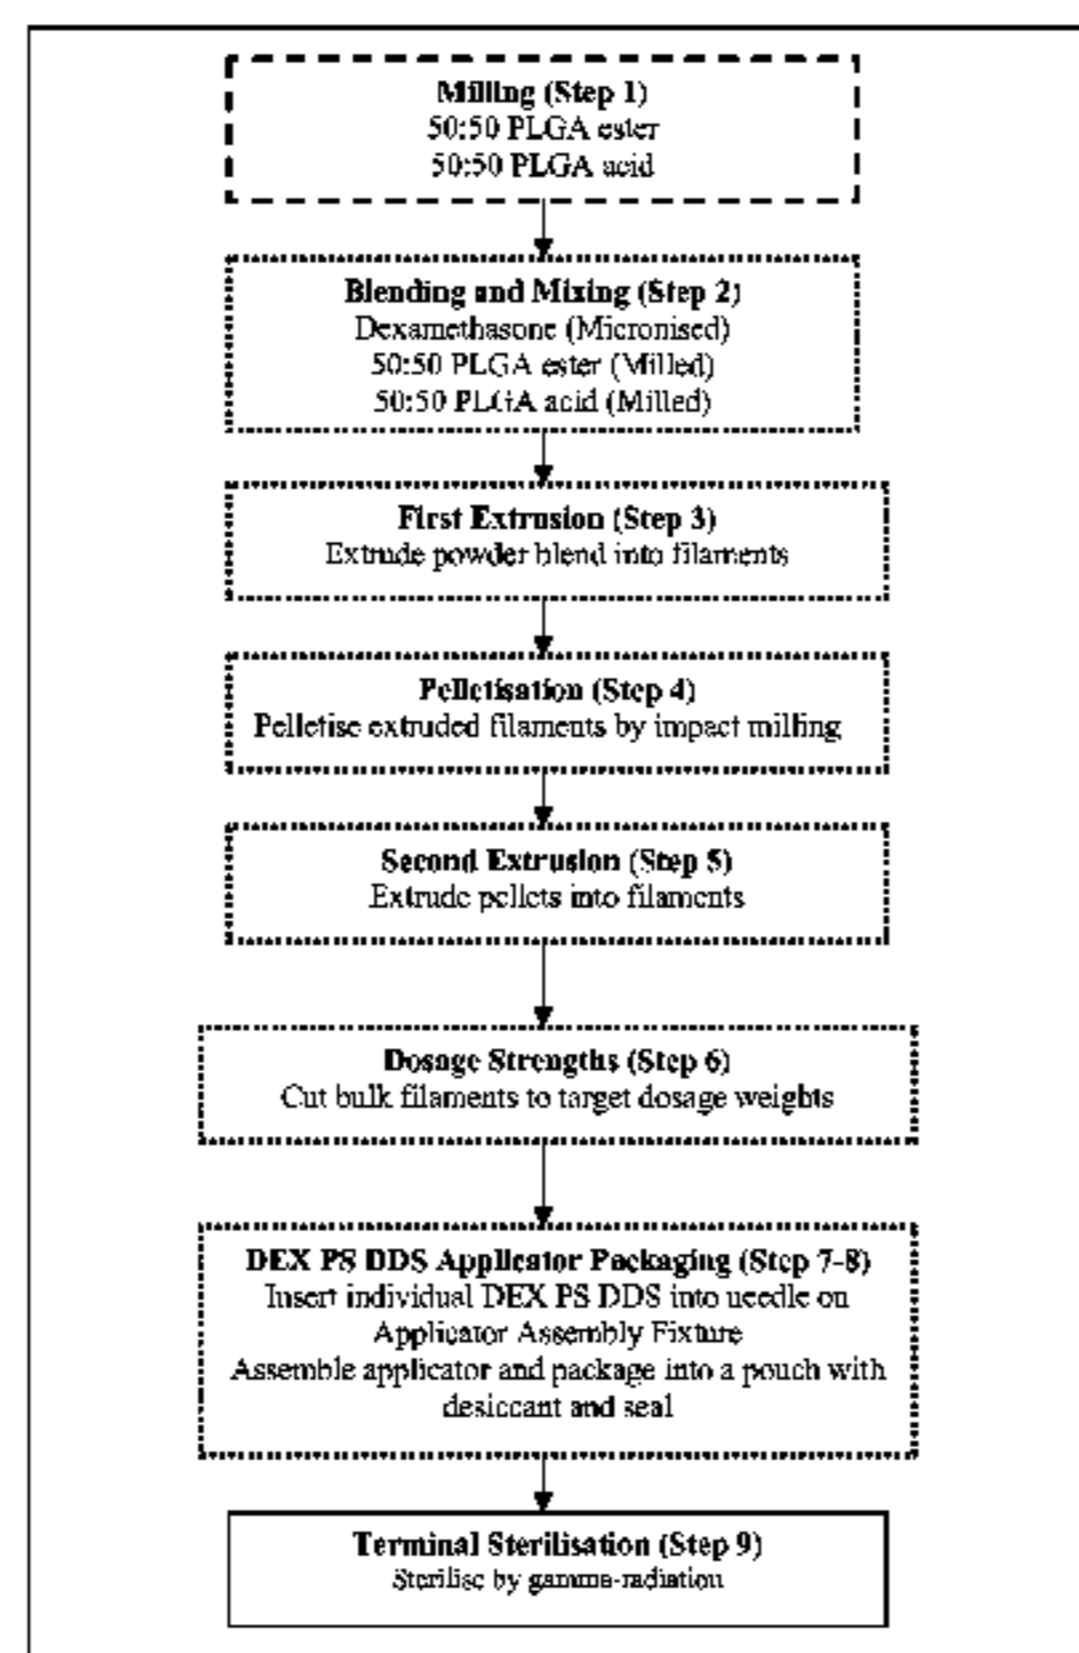 Milling (Step 1)
50:50 PLGA ester
50:50 PLGA acid
Blending and Mixing (Step 2)
Dexamethasone (Micronised)
50:50 PLGA ester (Milled)
50:50 PLGA acid (Milled)
First Extrusion (Step 3)
Extrude powder blend into filaments
Pelletisation (Step 4)
Pelletise extruded filaments by impact milling
Second Extrusion (Step 5)
Extrude pellets into filaments
Dosage Strengths (Step 6)
Cut bulk filaments to target dosage weights
DEX PS DDS Applicator Packaging (Step 7-8)
Insert individual DEX PS DDS into needle on
Applicator Assembly Fixture
Assemble applicator and package into a pouch with
desiccant and seal
Terminal Sterilisation (Step 9)
Sterilise by gamma-radiation